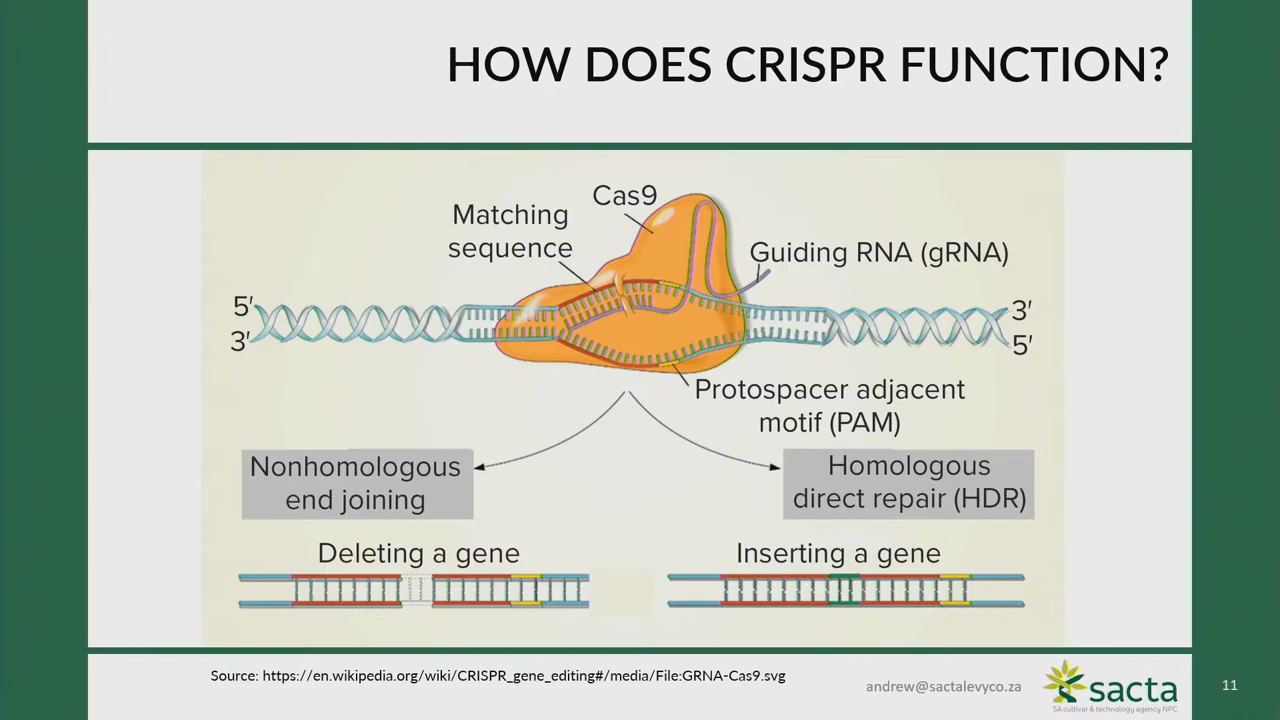 HOW DOES CRISPR FUNCTION?
Cas9
Matching
sequence
Guiding RNA (gRNA)
5′
3′
3′
5′
Protospacer adjacent
motif (PAM)
Nonhomologous
end joining
Homologous
direct repair (HDR)
Deleting a gene
Inserting a gene
Source: https://en.wikipedia.org/wiki/CRISPR_gene_editing#/media/File:GRNA-Cas9.svg
andrew@sactalevyco.za
sacta
SA cultivar & technology agency NPC
11